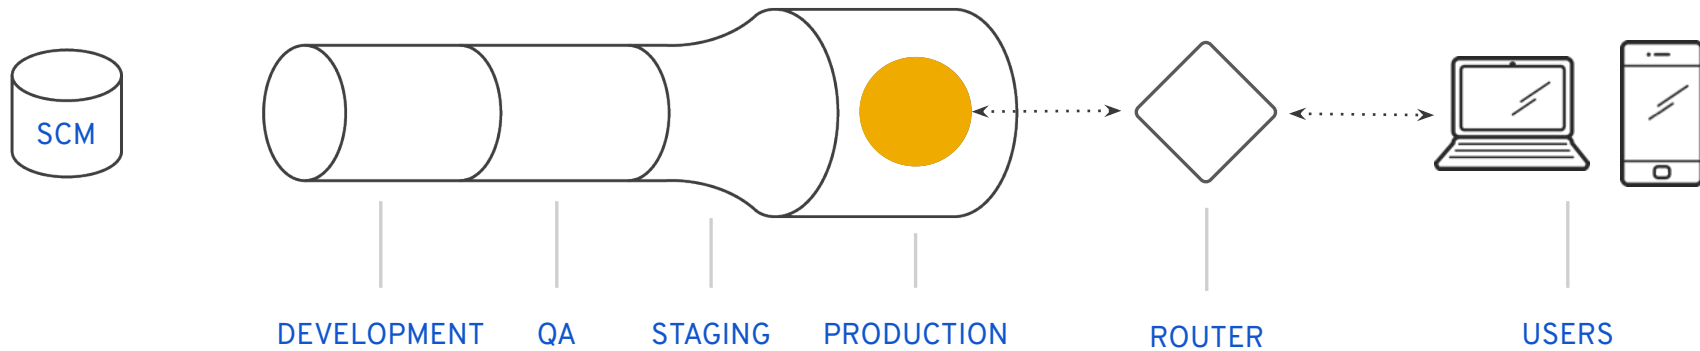 SCM
DEVELOPMENT QA STAGING PRODUCTION ROUTER USERS